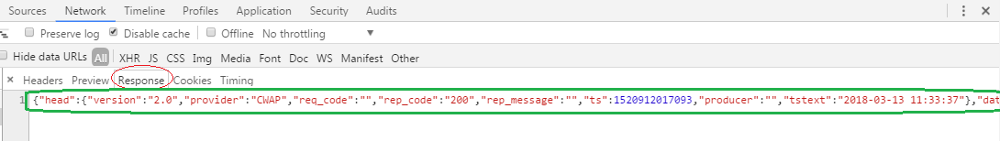 Sources Network Timeline Profiles Application Security Audits
Preserve log Disable cache Offline No throttling
Hide data URLs All XHR JS CSS Img Media Font Doc WS Manifest Other
× Headers Preview Response Cookies Timing
1 {"head":{"version":"2.0","provider":"CWAP","req_code":"","rep_code":"200","rep_message":"","ts":1520912017093,"producer":"","tstext":"2018-03-13 11:33:37"},"dat